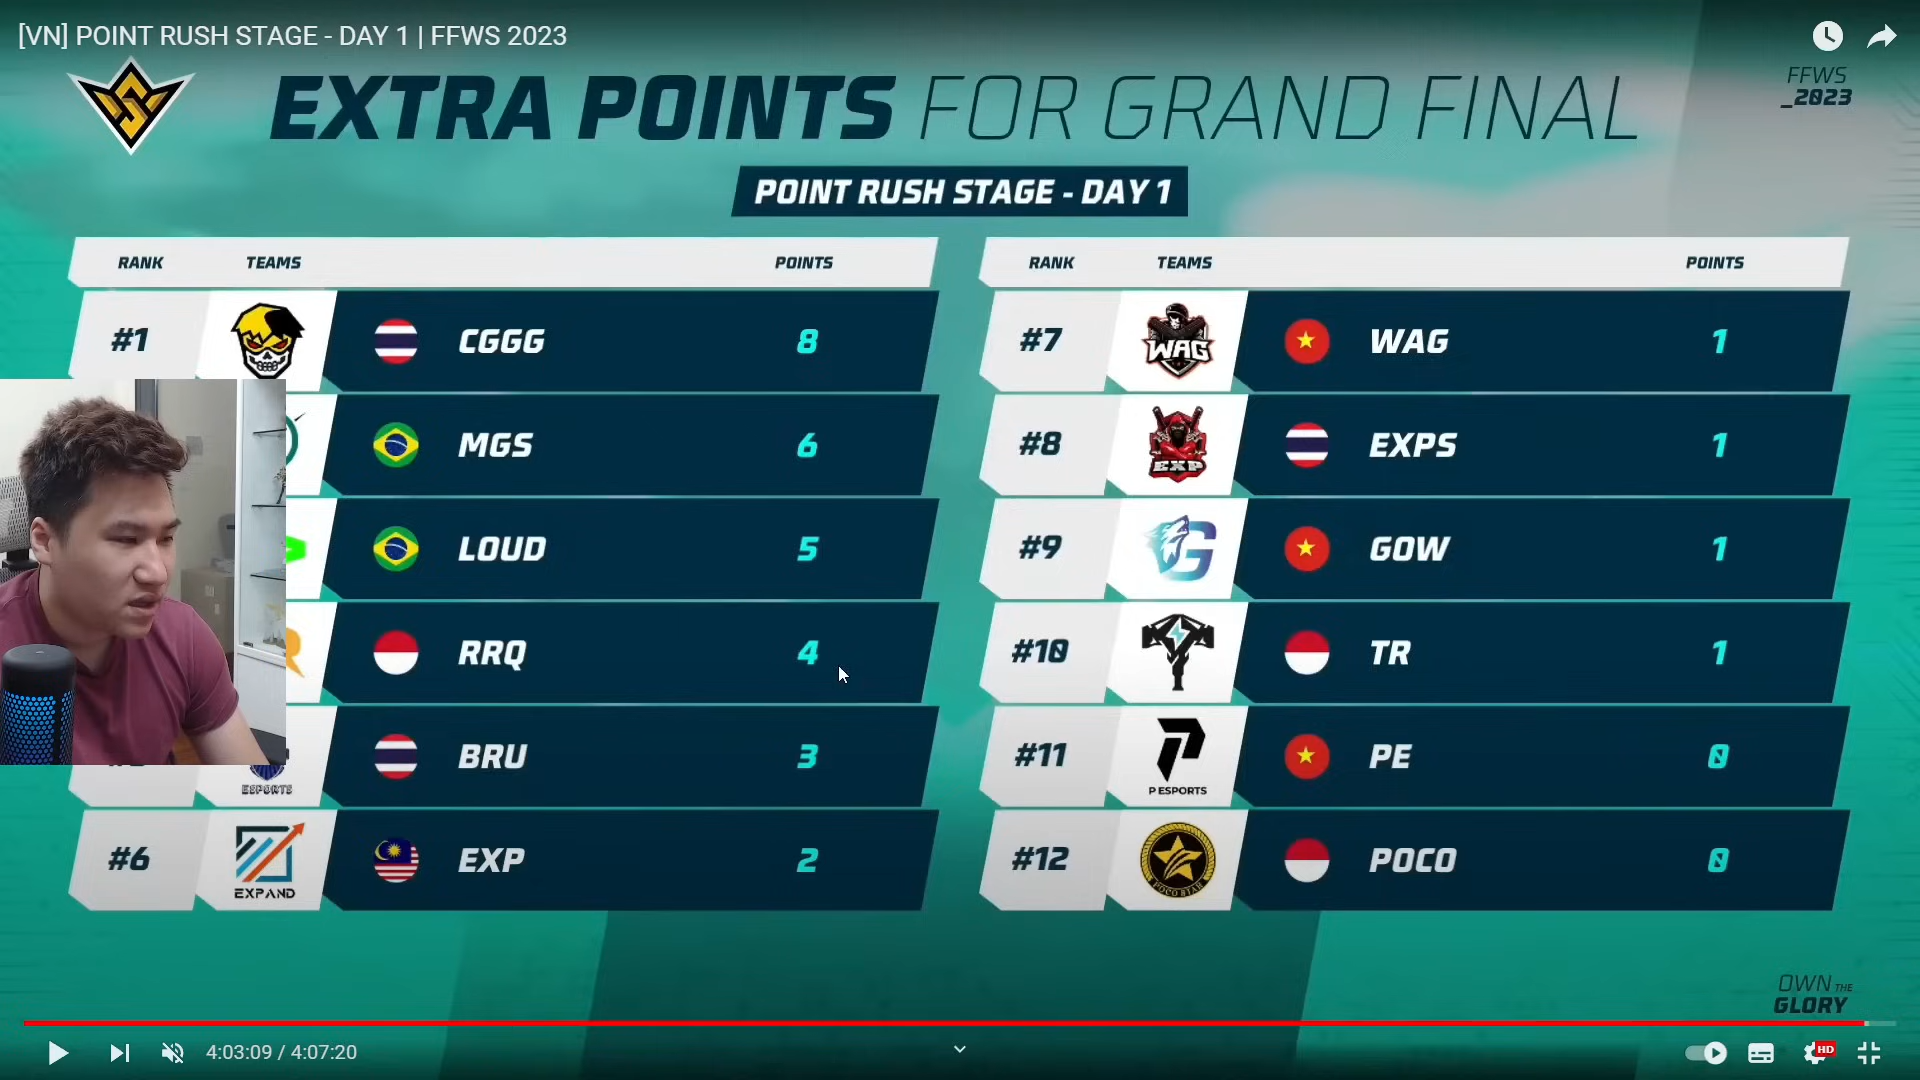 [VN] POINT RUSH STAGE - DAY 1 | FFWS 2023
FFWS
_2023
EXTRA POINTS FOR GRAND FINAL
POINT RUSH STAGE - DAY 1
RANK TEAMS POINTS
#1 CGGG 8
MGS 6
LOUD 5
RRQ 4
BRU 3
ESPORTS
#6 EXP 2
EXPAND
RANK TEAMS POINTS
#7 WAG WAG 1
#8 EXP EXPS 1
#9 G GOW 1
#10 TR 1
#11 PE 0
P ESPORTS
#12 POCO 0
POCO STAR
OWN THE
GLORY
4:03:09 / 4:07:20
HD